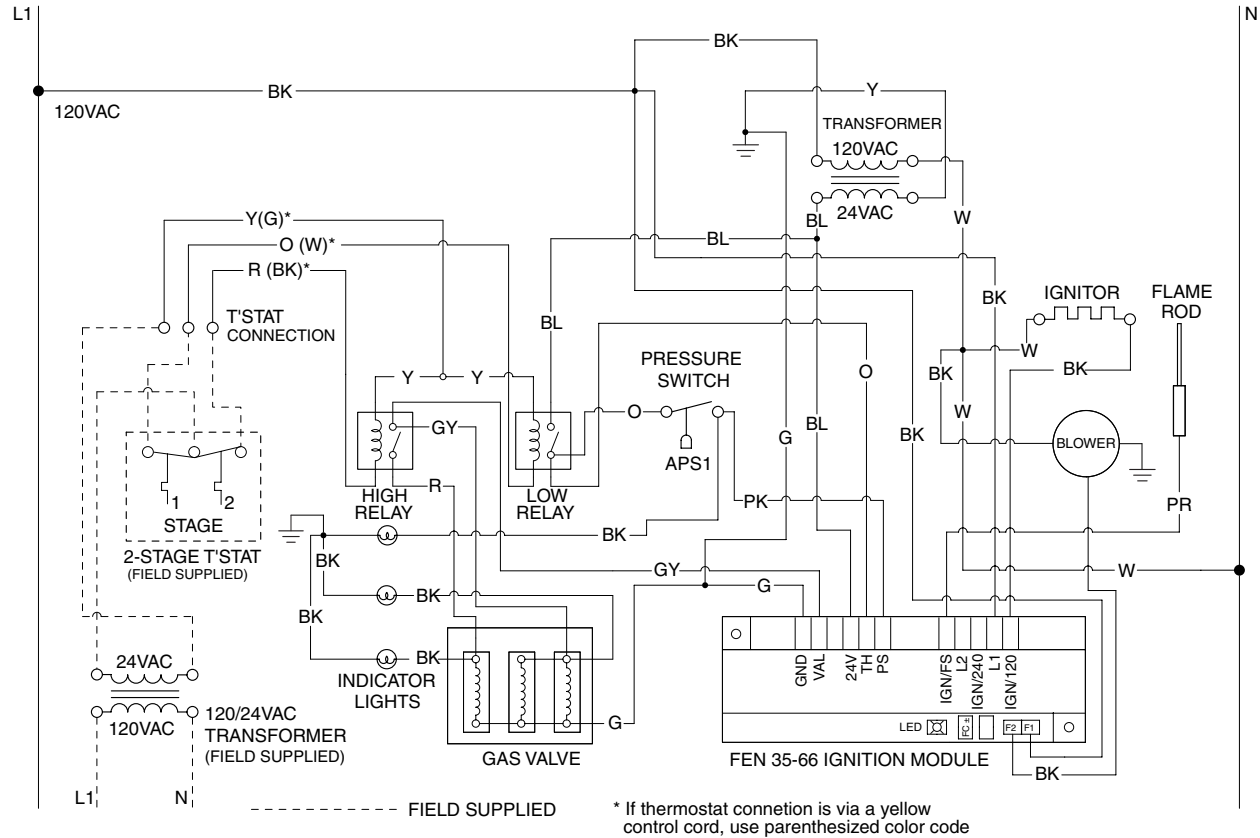 L1
N
BK
BK
120VAC
Y
TRANSFORMER
120VAC
24VAC
BL
W
Y(G)*
O (W)*
R (BK)*
BL
T'STAT
CONNECTION
BK
IGNITOR
FLAME
ROD
BL
PRESSURE
SWITCH
W
Y
Y
O
BK
BK
W
O
GY
BL
G
BK
BLOWER
APS1
1
2
STAGE
2-STAGE T'STAT
(FIELD SUPPLIED)
HIGH
RELAY
R
LOW
RELAY
PK
PR
BK
BK
GY
W
G
BK
BK
BK
INDICATOR
LIGHTS
G
GAS VALVE
24VAC
120VAC
120/24VAC
TRANSFORMER
(FIELD SUPPLIED)
L1
N
GND
VAL
24V
TH
PS
IGN/FS
L2
IGN/240
L1
IGN/120
LED
FC ±
F2
F1
FEN 35-66 IGNITION MODULE
BK
FIELD SUPPLIED
* If thermostat connetion is via a yellow
control cord, use parenthesized color code